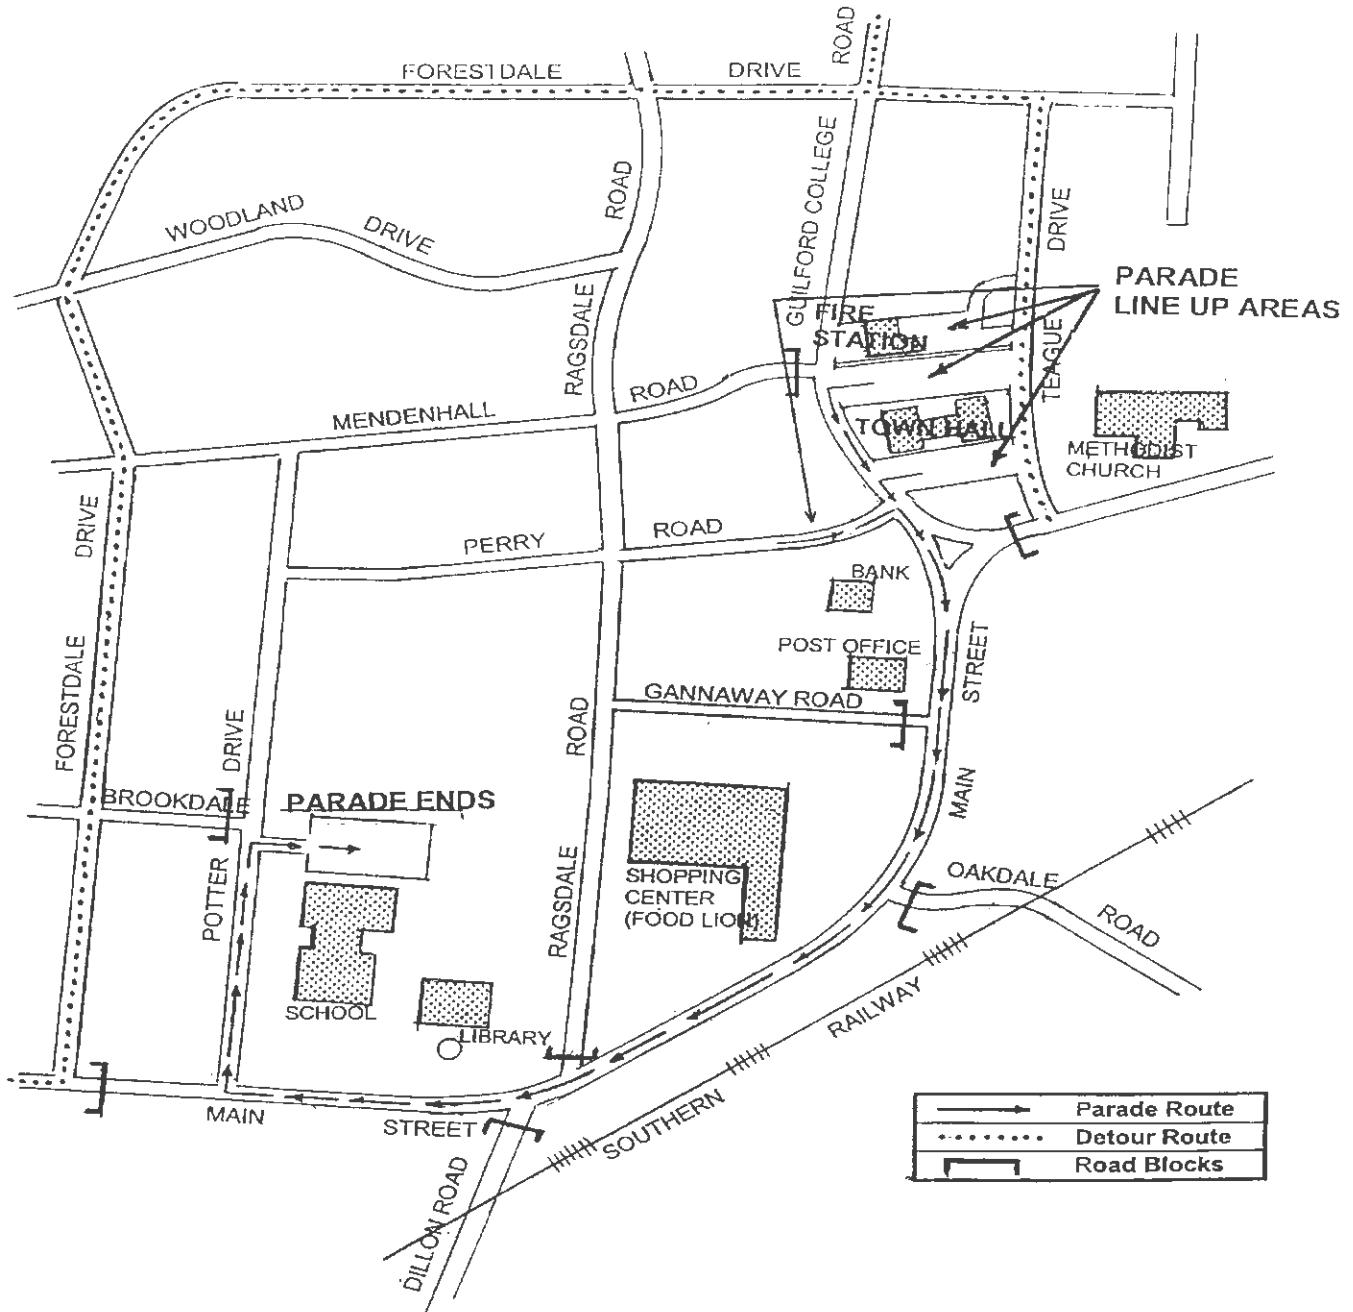 ROAD
FORESTDALE DRIVE
GUILFORD COLLEGE
ROAD
WOODLAND DRIVE
DRIVE
PARADE
LINE UP AREAS
FIRE
STATION
RAGSDALE
TEAGUE
MENDENHALL ROAD
TOWN HALL
METHODIST
CHURCH
DRIVE
PERRY ROAD
BANK
POST OFFICE
STREET
GANNAWAY ROAD
FORESTDALE
DRIVE
ROAD
MAIN
BROOKDALE
PARADE ENDS
POTTER
RAGSDALE
SHOPPING
CENTER
(FOOD LION)
OAKDALE ROAD
SCHOOL
LIBRARY
SOUTHERN RAILWAY
MAIN STREET
DILLON ROAD
Parade Route
Detour Route
Road Blocks